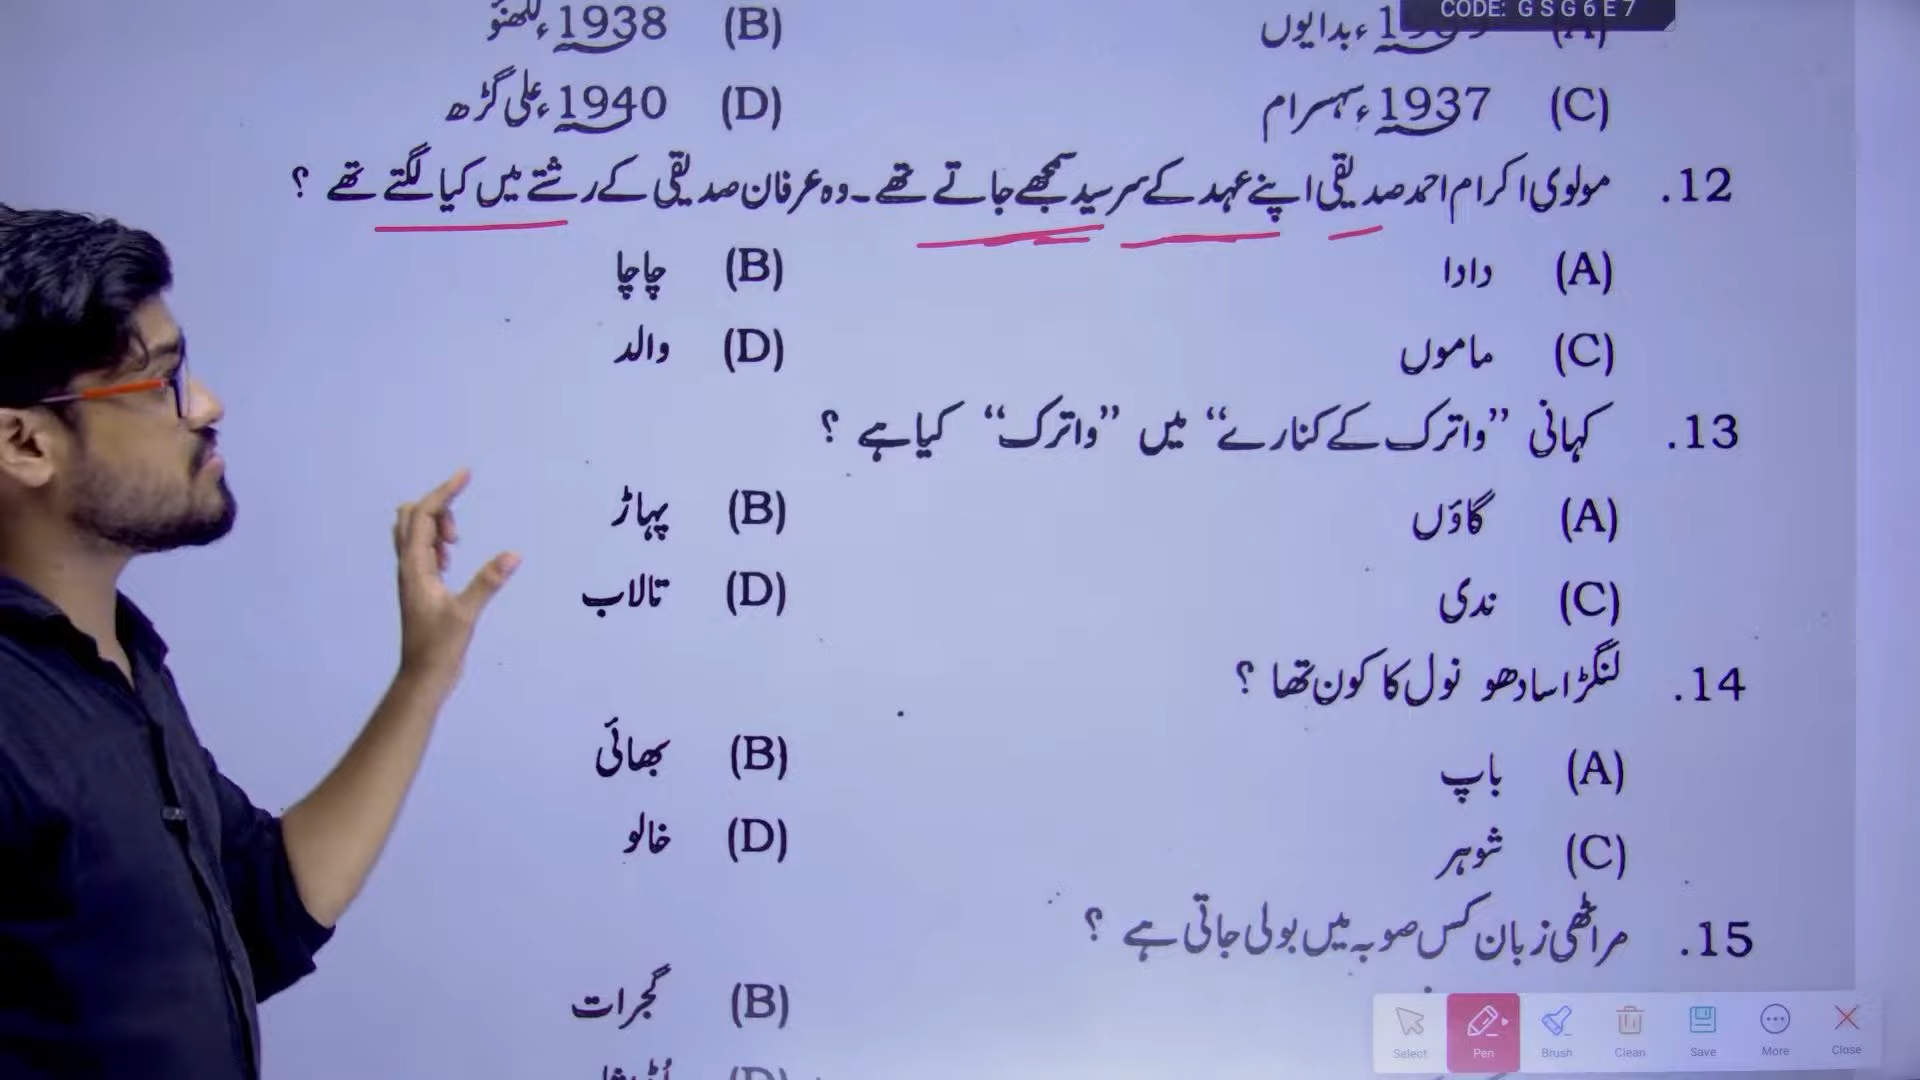 CODE: G S G 6 E 7
(A) بدایوں (B) 1938ء لکھنؤ
(C) 1937ء سہسرام (D) 1940ء علی گڑھ
12. مولوی اکرام احمد صدیقی اپنے عہد کے سرسید سمجھے جاتے تھے۔ وہ عرفان صدیقی کے رشتے میں کیا لگتے تھے ؟
(A) دادا (B) چاچا
(C) ماموں (D) والد
13. کہانی ’’واترک کے کنارے‘‘ میں ’’واترک‘‘ کیا ہے ؟
(A) گاؤں (B) پہاڑ
(C) ندی (D) تالاب
14. لنگڑا سادھو نول کا کون تھا ؟
(A) باپ (B) بھائی
(C) شوہر (D) خالو
15. مراٹھی زبان کس صوبہ میں بولی جاتی ہے ؟
(B) گجرات
(D)
Select Pen Brush Clean Save More Close